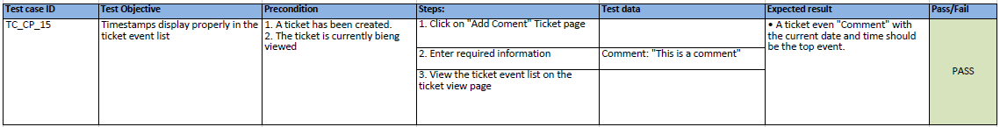 Test case ID Test Objective Precondition Steps: Test data Expected result Pass/Fail
TC_CP_15
Timestamps display properly in the
ticket event list
1. A ticket has been created.
2. The ticket is currently bieng
viewed
1. Click on "Add Coment" Ticket page
2. Enter required information
Comment: "This is a comment"
3. View the ticket event list on the
ticket view page
• A ticket even "Comment" with
the current date and time should
be the top event.
PASS